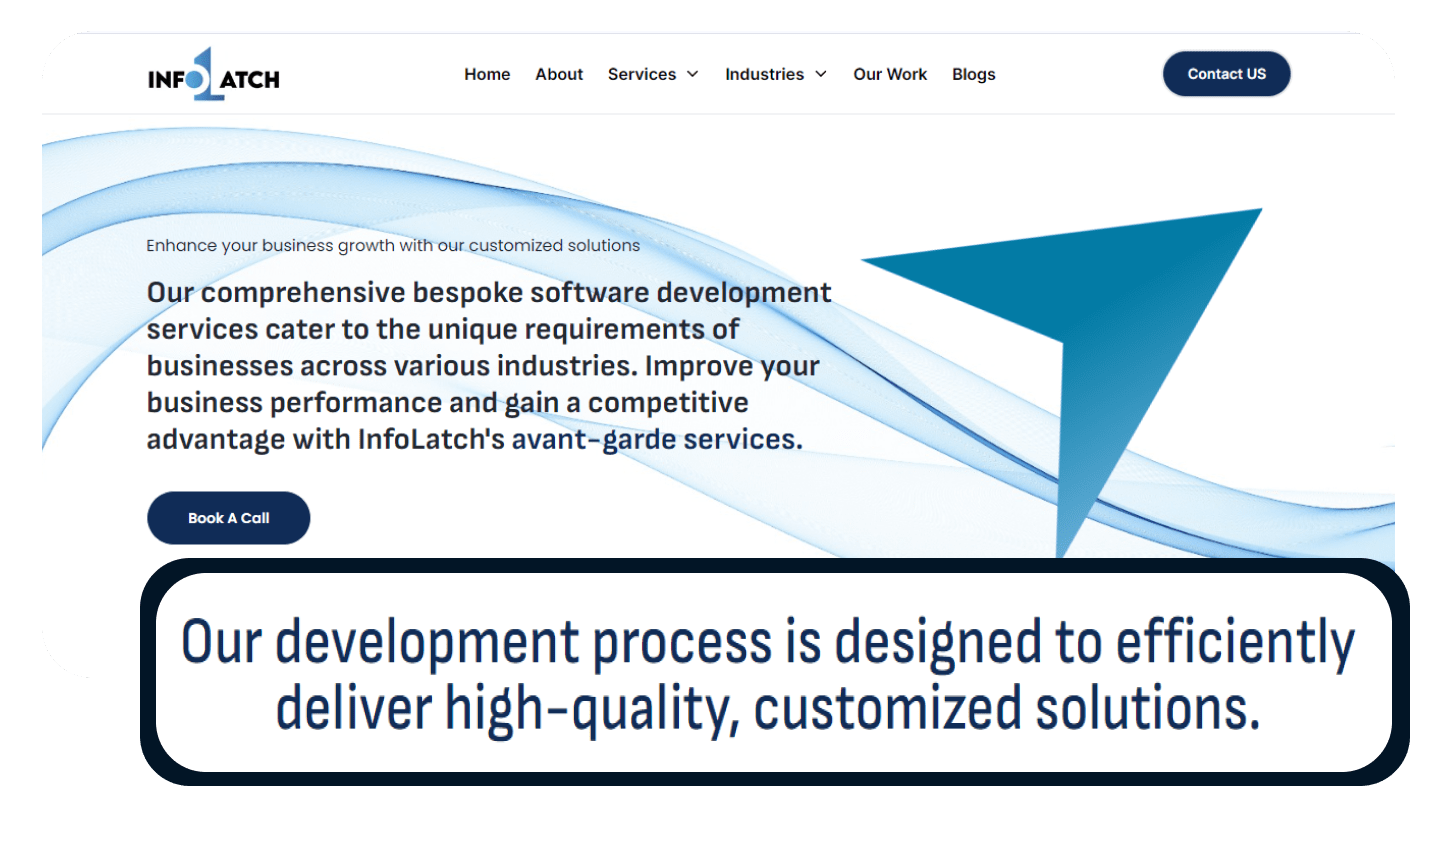 INFOLATCH
Home About Services Industries Our Work Blogs Contact US
Enhance your business growth with our customized solutions
Our comprehensive bespoke software development
services cater to the unique requirements of
businesses across various industries. Improve your
business performance and gain a competitive
advantage with InfoLatch's avant-garde services.
Book A Call
Our development process is designed to efficiently
deliver high-quality, customized solutions.